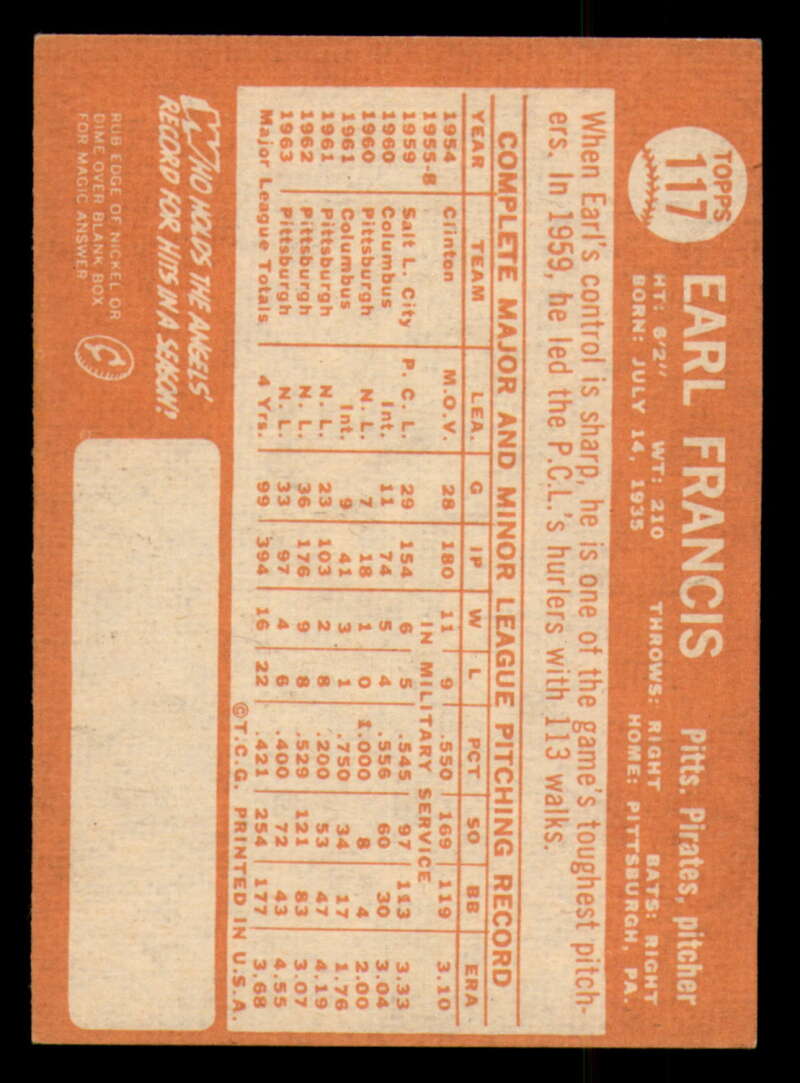 TOPPS
117
EARL FRANCIS Pitts. Pirates, pitcher
HT: 6'2" WT: 210 THROWS: RIGHT BATS: RIGHT
BORN: JULY 14, 1935 HOME: PITTSBURGH, PA.
When Earl's control is sharp, he is one of the game's toughest pitch-
ers. In 1959, he led the P.C.L.'s hurlers with 113 walks.
COMPLETE MAJOR AND MINOR LEAGUE PITCHING RECORD
YEAR TEAM LEA. G IP W L PCT SO BB ERA
1954 Clinton M.O.V. 28 180 11 9 .550 169 119 3.10
1955-8 IN MILITARY SERVICE
1959 Salt L. City P.C.L. 29 154 6 5 .545 97 113 3.33
1960 Columbus Int. 11 74 5 4 .556 60 30 3.04
1960 Pittsburgh N.L. 7 18 1 0 1.000 8 4 2.00
1961 Columbus Int. 9 41 3 1 .750 34 17 1.76
1961 Pittsburgh N.L. 23 103 2 8 .200 53 47 4.19
1962 Pittsburgh N.L. 36 176 9 8 .529 121 83 3.07
1963 Pittsburgh N.L. 33 97 4 6 .400 72 43 4.55
Major League Totals 4 Yrs. 99 394 16 22 .421 254 177 3.68
©T.C.G. PRINTED IN U.S.A.
WHO HOLDS THE ANGELS'
RECORD FOR HITS IN A SEASON?
RUB EDGE OF NICKEL OR
DIME OVER BLANK BOX
FOR MAGIC ANSWER